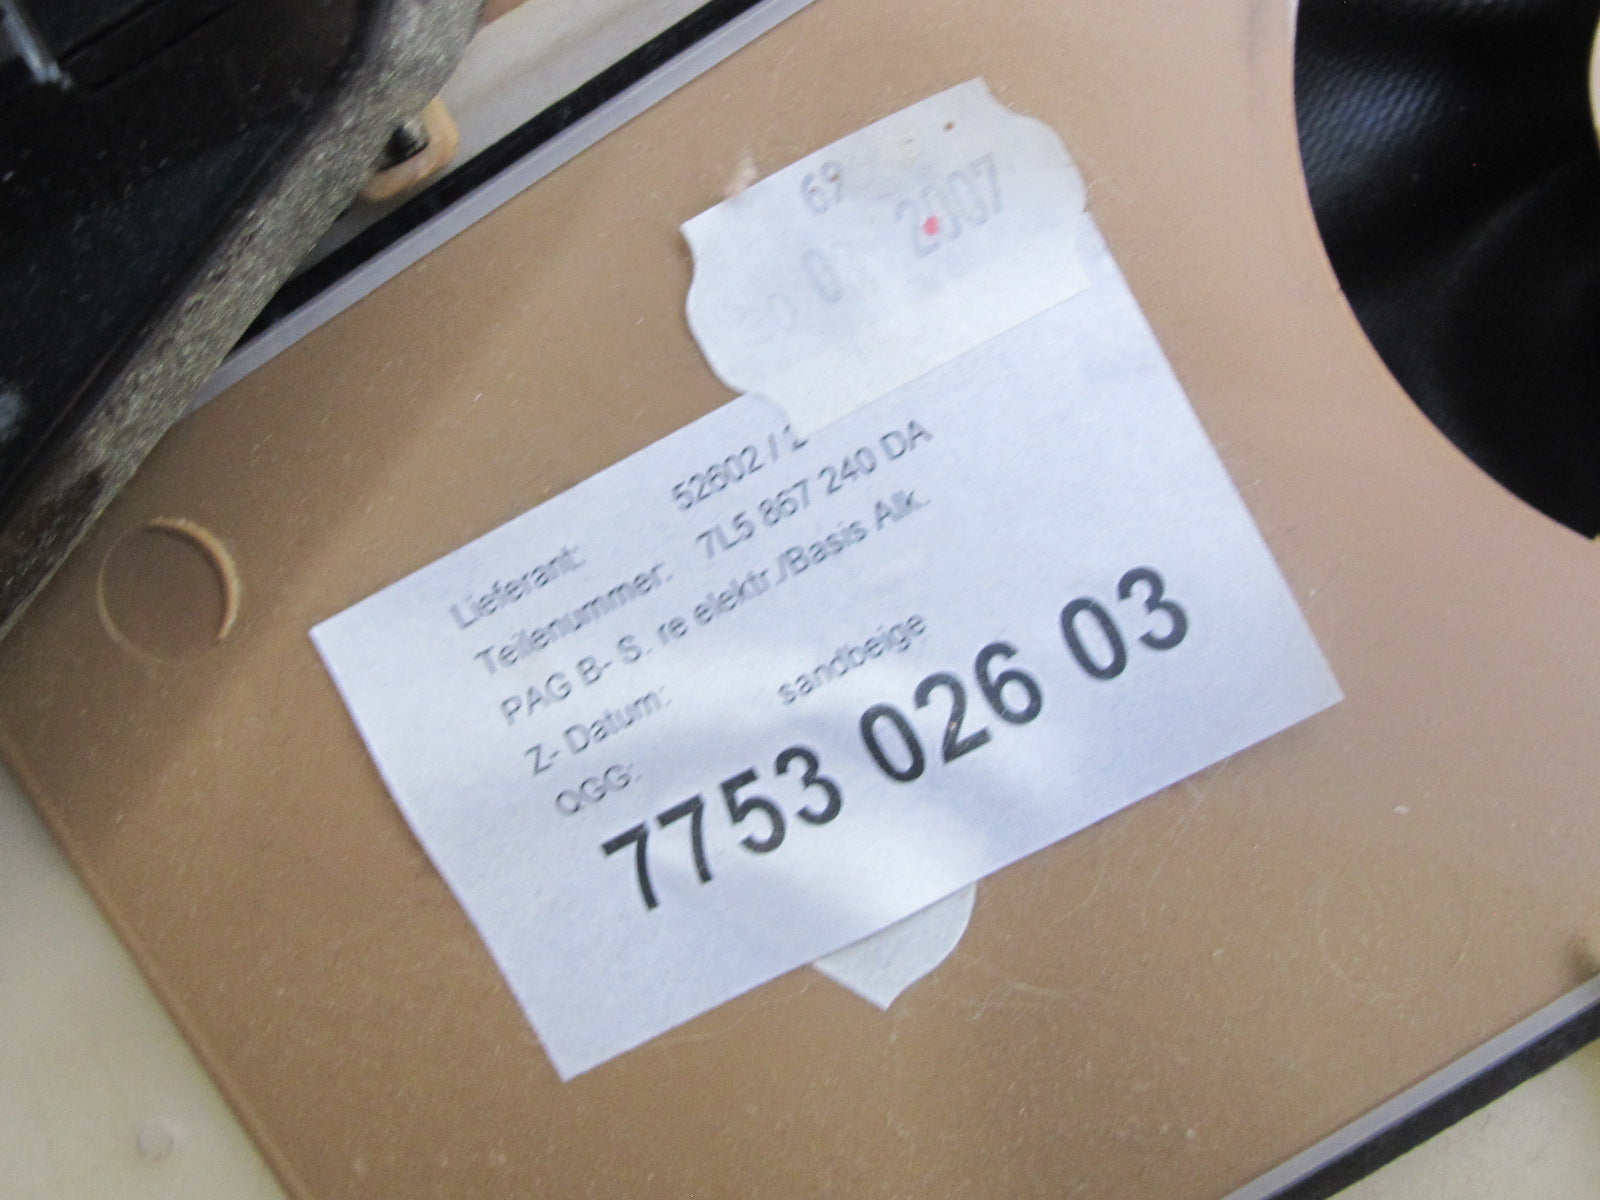 69
2007
Lieferant: 52602 / 2
Teilenummer: 7L5 867 240 DA
PAG B- S. re elektr./Basis Alk.
Z- Datum: sandbeige
QGG:
7753 026 03